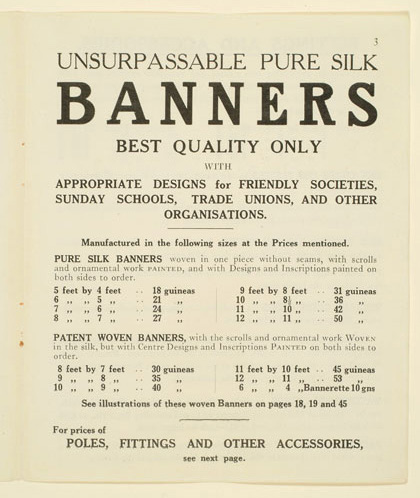 3
UNSURPASSABLE PURE SILK
BANNERS
BEST QUALITY ONLY
WITH
APPROPRIATE DESIGNS for FRIENDLY SOCIETIES,
SUNDAY SCHOOLS, TRADE UNIONS, AND OTHER
ORGANISATIONS.
Manufactured in the following sizes at the Prices mentioned.
PURE SILK BANNERS woven in one piece without seams, with scrolls
and ornamental work PAINTED, and with Designs and Inscriptions painted on
both sides to order.
5 feet by 4 feet .. 18 guineas 9 feet by 8 feet .. 31 guineas
6 ,, ,, 5 ,, .. 21 ,, 10 ,, ,, 8½ ,, .. 36 ,,
7 ,, ,, 6 ,, .. 24 ,, 11 ,, ,, 10 ,, .. 42 ,,
8 ,, ,, 7 ,, .. 27 ,, 12 ,, ,, 11 ,, .. 50 ,,
PATENT WOVEN BANNERS, with the scrolls and ornamental work WOVEN
in the silk, but with Centre Designs and Inscriptions PAINTED on both sides to
order.
8 feet by 7 feet .. 30 guineas 11 feet by 10 feet .. 45 guineas
9 ,, ,, 8 ,, .. 35 ,, 12 ,, ,, 11 ,, .. 53 ,,
10 ,, ,, 9 ,, .. 40 ,, 6 ,, ,, 4 ,, Bannerette 10 gns
See illustrations of these woven Banners on pages 18, 19 and 45
For prices of
POLES, FITTINGS AND OTHER ACCESSORIES,
see next page.